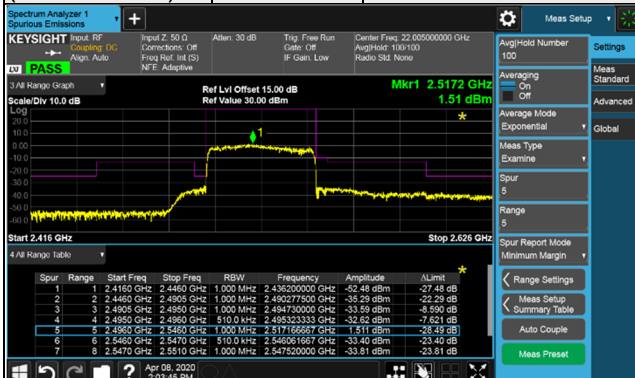 Spectrum Analyzer 1
Spurious Emissions
Meas Setup
KEYSIGHT
Input: RF
Coupling: DC
Align: Auto
Input Z: 50 Ω
Corrections: Off
Freq Ref: Int (S)
NFE: Adaptive
Atten: 30 dB
Trig: Free Run
Gate: Off
IF Gain: Low
Center Freq: 22.005000000 GHz
Avg|Hold: 100/100
Radio Std: None
LXI PASS
3 All Range Graph
Scale/Div 10.0 dB
Ref Lvl Offset 15.00 dB
Ref Value 30.00 dBm
Mkr1 2.5172 GHz
1.51 dBm
Log
20.0
10.0
0.00
-10.0
-20.0
-30.0
-40.0
-50.0
-60.0
1
Start 2.416 GHz
Stop 2.626 GHz
4 All Range Table
Spur Range Start Freq Stop Freq RBW Frequency Amplitude ΔLimit
1 1 2.4160 GHz 2.4460 GHz 1.000 MHz 2.436200000 GHz -52.48 dBm -27.48 dB
2 2 2.4460 GHz 2.4905 GHz 1.000 MHz 2.490277500 GHz -35.29 dBm -22.29 dB
3 3 2.4905 GHz 2.4950 GHz 1.000 MHz 2.494730000 GHz -33.59 dBm -8.590 dB
4 4 2.4950 GHz 2.4960 GHz 510.0 kHz 2.495323333 GHz -32.62 dBm -7.621 dB
5 5 2.4960 GHz 2.5460 GHz 1.000 MHz 2.517166667 GHz 1.511 dBm -28.49 dB
6 6 2.5460 GHz 2.5470 GHz 510.0 kHz 2.546061667 GHz -33.40 dBm -23.40 dB
7 8 2.5470 GHz 2.5510 GHz 1.000 MHz 2.547520000 GHz -33.81 dBm -23.81 dB
Avg|Hold Number
100
Averaging
On
Off
Average Mode
Exponential
Meas Type
Examine
Spur
5
Range
5
Spur Report Mode
Minimum Margin
Range Settings
Meas Setup
Summary Table
Auto Couple
Meas Preset
Settings
Meas
Standard
Advanced
Global
Apr 08, 2020
2:03:45 PM